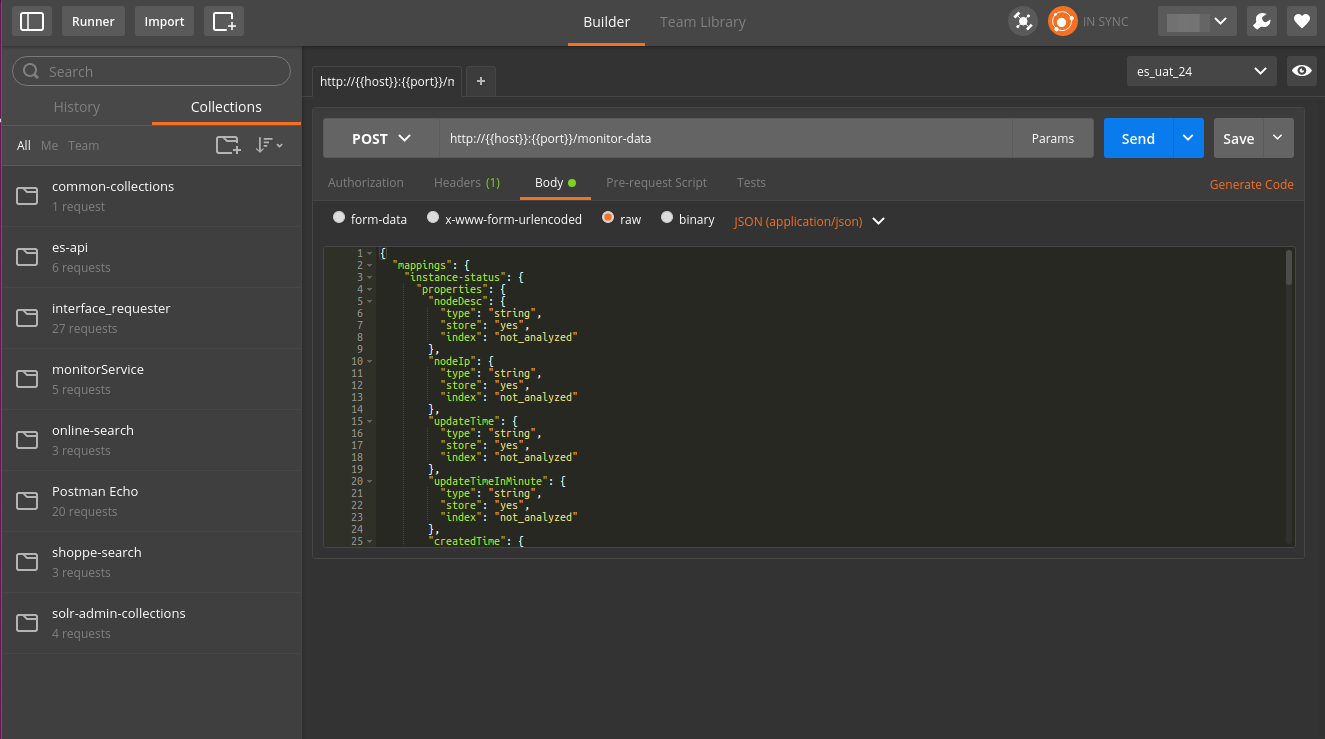 Runner Import Builder Team Library IN SYNC
Search
History Collections
All Me Team
common-collections
1 request
es-api
6 requests
interface_requester
27 requests
monitorService
5 requests
online-search
3 requests
Postman Echo
20 requests
shoppe-search
3 requests
solr-admin-collections
4 requests
http://{{host}}:{{port}}/n +
es_uat_24
POST http://{{host}}:{{port}}/monitor-data Params Send Save
Authorization Headers (1) Body Pre-request Script Tests Generate Code
form-data x-www-form-urlencoded raw binary JSON (application/json)
1 {
2 "mappings": {
3 "instance-status": {
4 "properties": {
5 "nodeDesc": {
6 "type": "string",
7 "store": "yes",
8 "index": "not_analyzed"
9 },
10 "nodeIp": {
11 "type": "string",
12 "store": "yes",
13 "index": "not_analyzed"
14 },
15 "updateTime": {
16 "type": "string",
17 "store": "yes",
18 "index": "not_analyzed"
19 },
20 "updateTimeInMinute": {
21 "type": "string",
22 "store": "yes",
23 "index": "not_analyzed"
24 },
25 "createdTime": {